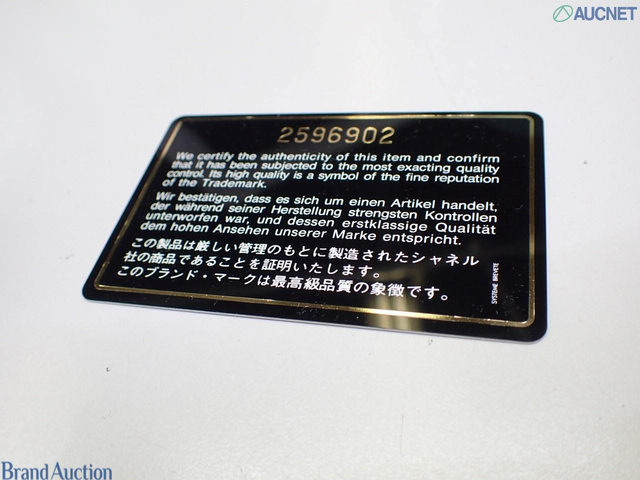 AUCNET
2596902
We certify the authenticity of this item and confirm
that it has been subjected to the most exacting quality
control. Its high quality is a symbol of the fine reputation
of the Trademark.
Wir bestätigen, dass es sich um einen Artikel handelt,
der während seiner Herstellung strengsten Kontrollen
unterworfen war, und dessen erstklassige Qualität
dem hohen Ansehen unserer Marke entspricht.
この製品は厳しい管理のもとに製造されたシャネル
社の商品であることを証明いたします。
このブランド・マークは最高級品質の象徴です。
SYSTEME BREVETE
Brand Auction